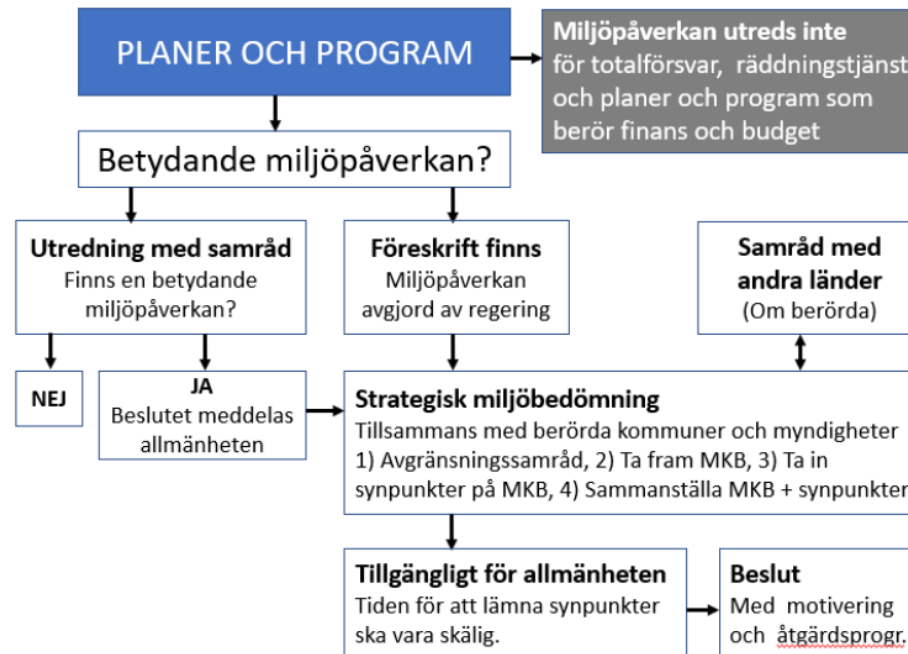 PLANER OCH PROGRAM
Miljöpåverkan utreds inte
för totalförsvar, räddningstjänst
och planer och program som
berör finans och budget
Betydande miljöpåverkan?
Utredning med samråd
Finns en betydande
miljöpåverkan?
Föreskrift finns
Miljöpåverkan
avgjord av regering
Samråd med
andra länder
(Om berörda)
NEJ
JA
Beslutet meddelas
allmänheten
Strategisk miljöbedömning
Tillsammans med berörda kommuner och myndigheter
1) Avgränsningssamråd, 2) Ta fram MKB, 3) Ta in
synpunkter på MKB, 4) Sammanställa MKB + synpunkter
Tillgängligt för allmänheten
Tiden för att lämna synpunkter
ska vara skälig.
Beslut
Med motivering
och åtgärdsprogr.